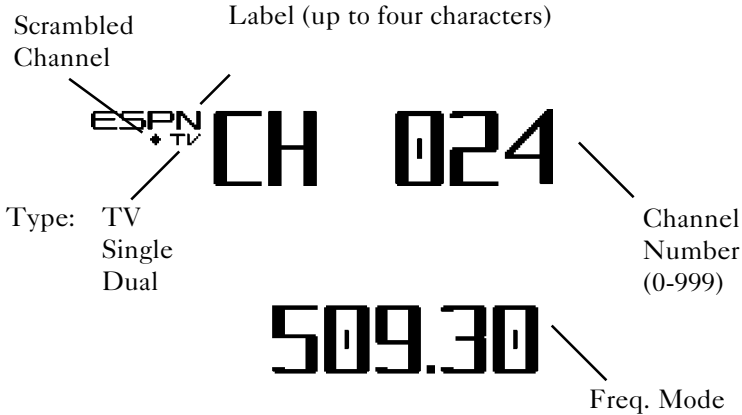 Scrambled
Channel
Label (up to four characters)
ESPN
TV
CH 024
Type: TV
Single
Dual
Channel
Number
(0-999)
509.30
Freq. Mode